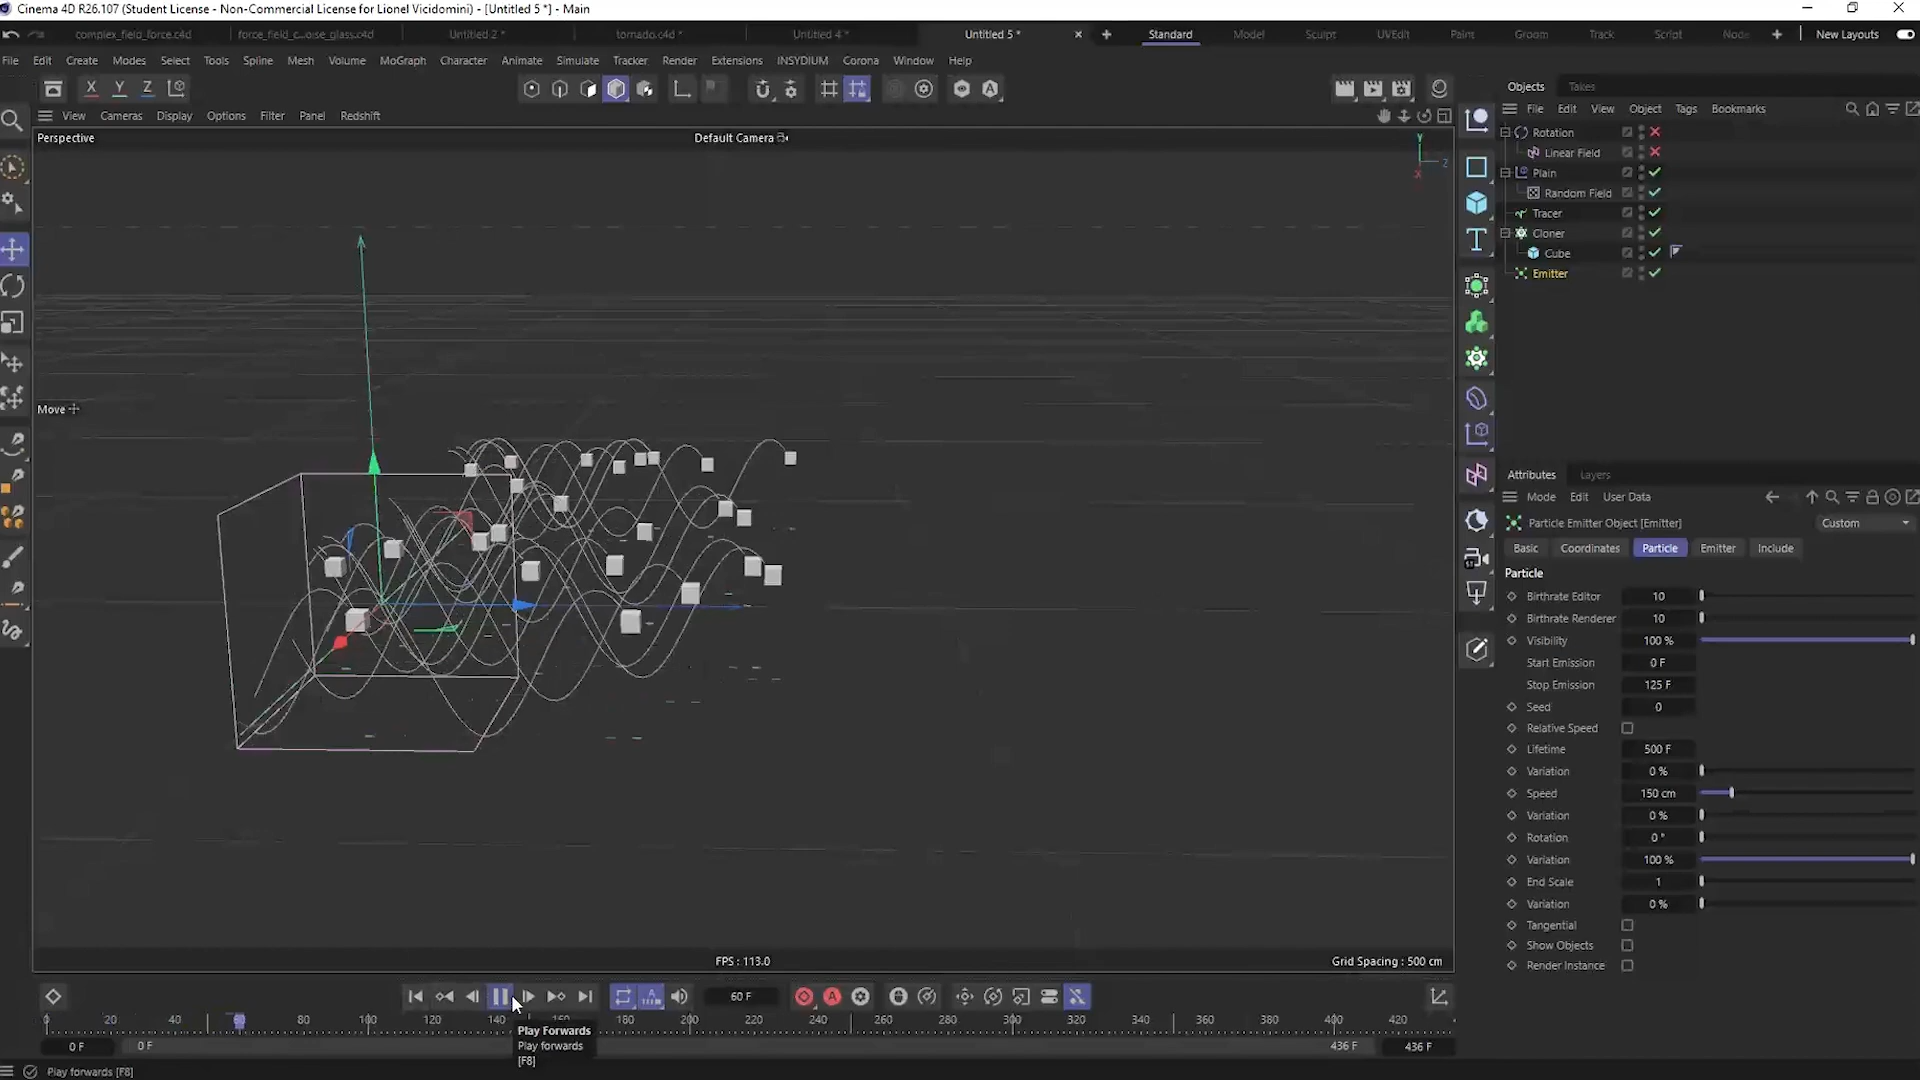 Cinema 4D R26.107 (Student License - Non-Commercial License for Lionel Vicidomini) - [Untitled 5 *] - Main
complex_field_force.c4d
force_field_c...oise_glass.c4d
Untitled 2 *
tornado.c4d *
Untitled 4 *
Untitled 5 *
Standard
Model
Sculpt
UVEdit
Paint
Groom
Track
Script
Node
New Layouts
File Edit Create Modes Select Tools Spline Mesh Volume MoGraph Character Animate Simulate Tracker Render Extensions INSYDIUM Corona Window Help
X Y Z
Objects Takes
View Cameras Display Options Filter Panel Redshift
File Edit View Object Tags Bookmarks
Perspective
Default Camera
Y
Z
X
Rotation
Linear Field
Plain
Random Field
Tracer
Cloner
Cube
Emitter
Move
Attributes Layers
Mode Edit User Data
Particle Emitter Object [Emitter]
Custom
Basic Coordinates Particle Emitter Include
Particle
Birthrate Editor 10
Birthrate Renderer 10
Visibility 100 %
Start Emission 0 F
Stop Emission 125 F
Seed 0
Relative Speed
Lifetime 500 F
Variation 0 %
Speed 150 cm
Variation 0 %
Rotation 0 °
Variation 100 %
End Scale 1
Variation 0 %
Tangential
Show Objects
Render Instance
FPS : 113.0
Grid Spacing : 500 cm
60 F
0 20 40 60 80 100 120 140 160 180 200 220 240 260 280 300 320 340 360 380 400 420
Play Forwards
Play forwards
[F8]
0 F
0 F
436 F
436 F
Play forwards [F8]